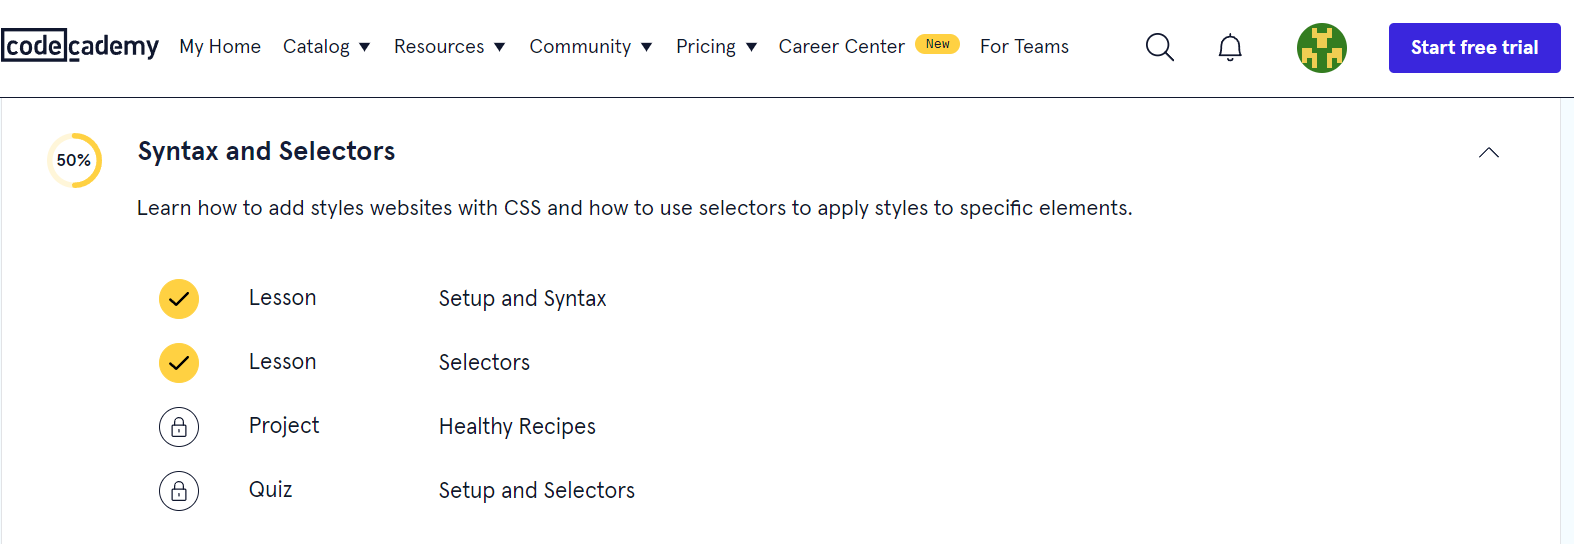 codecademy My Home Catalog Resources Community Pricing Career Center New For Teams Start free trial
50% Syntax and Selectors
Learn how to add styles websites with CSS and how to use selectors to apply styles to specific elements.
Lesson Setup and Syntax
Lesson Selectors
Project Healthy Recipes
Quiz Setup and Selectors